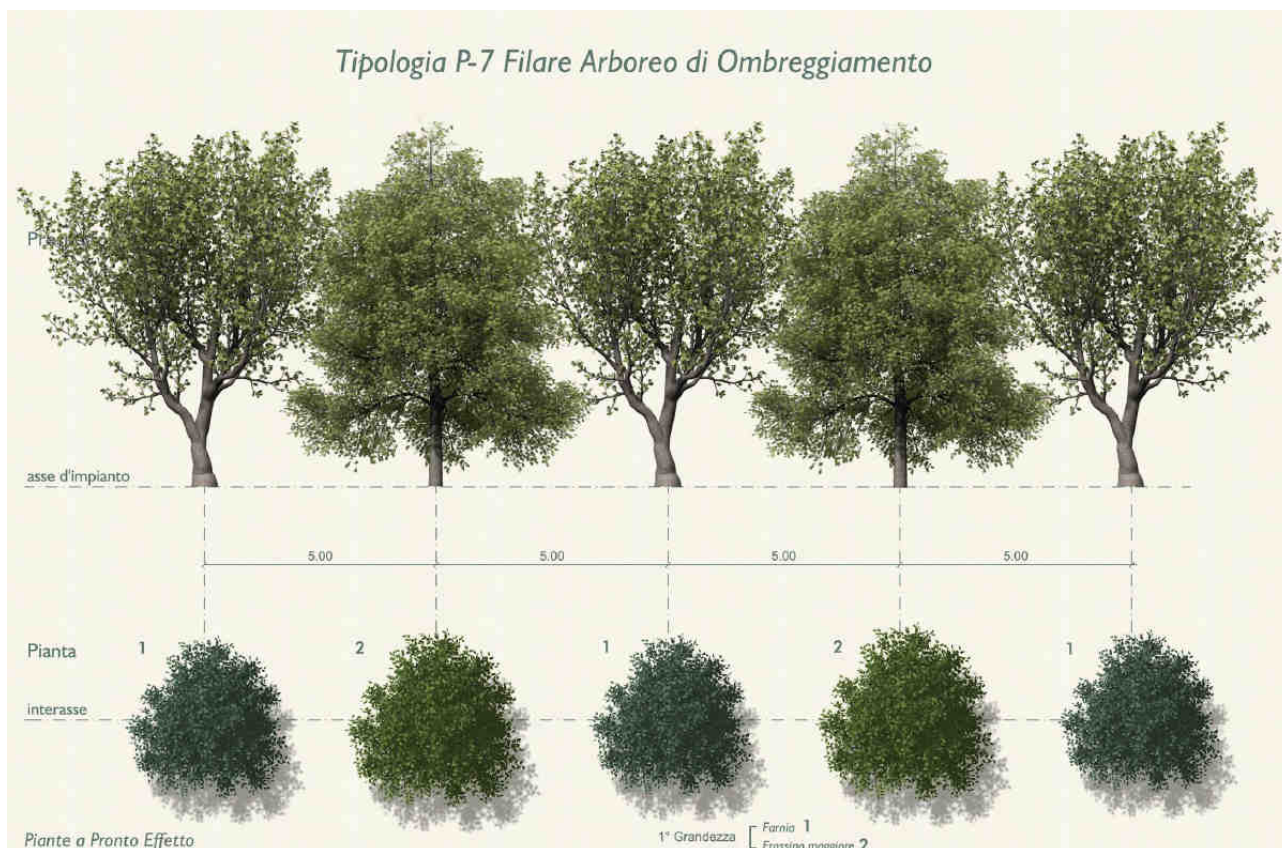 Tipologia P-7 Filare Arboreo di Ombreggiamento
asse d'impianto
5.00 5.00 5.00 5.00
Pianta 1 2 1 2 1
interasse
Piante a Pronto Effetto
1° Grandezza Farnia 1
Frassino maggiore 2